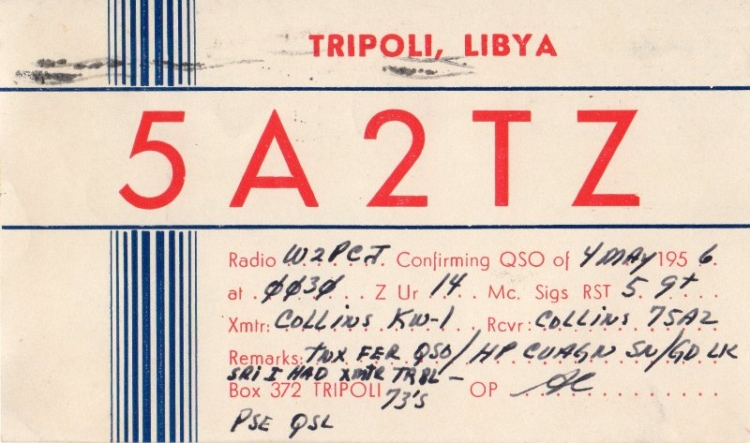 TRIPOLI, LIBYA
5A2TZ
Radio W2PCJ Confirming QSO of 4 MAY 1956
at 0030 Z Ur 14 Mc. Sigs RST 5 9+
Xmtr: COLLINS KW-1 Rcvr: COLLINS 75A2
Remarks: TNX FER QSO/HP CUAGN SN/GD LK
SRI I HAD XMTR TRBL -
Box 372 TRIPOLI 73'S OP
PSE QSL